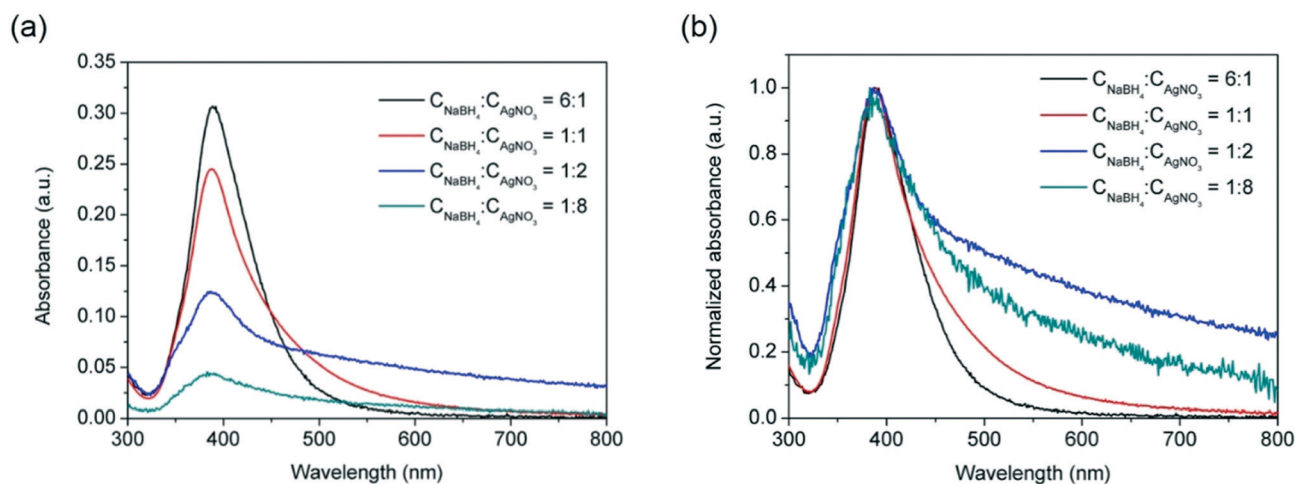 (a)
0.35
0.30
0.25
0.20
0.15
0.10
0.05
0.00
Absorbance (a.u.)
C_NaBH₄:C_AgNO₃ = 6:1
C_NaBH₄:C_AgNO₃ = 1:1
C_NaBH₄:C_AgNO₃ = 1:2
C_NaBH₄:C_AgNO₃ = 1:8
300 400 500 600 700 800
Wavelength (nm)
(b)
1.0
0.8
0.6
0.4
0.2
0.0
Normalized absorbance (a.u.)
C_NaBH₄:C_AgNO₃ = 6:1
C_NaBH₄:C_AgNO₃ = 1:1
C_NaBH₄:C_AgNO₃ = 1:2
C_NaBH₄:C_AgNO₃ = 1:8
300 400 500 600 700 800
Wavelength (nm)